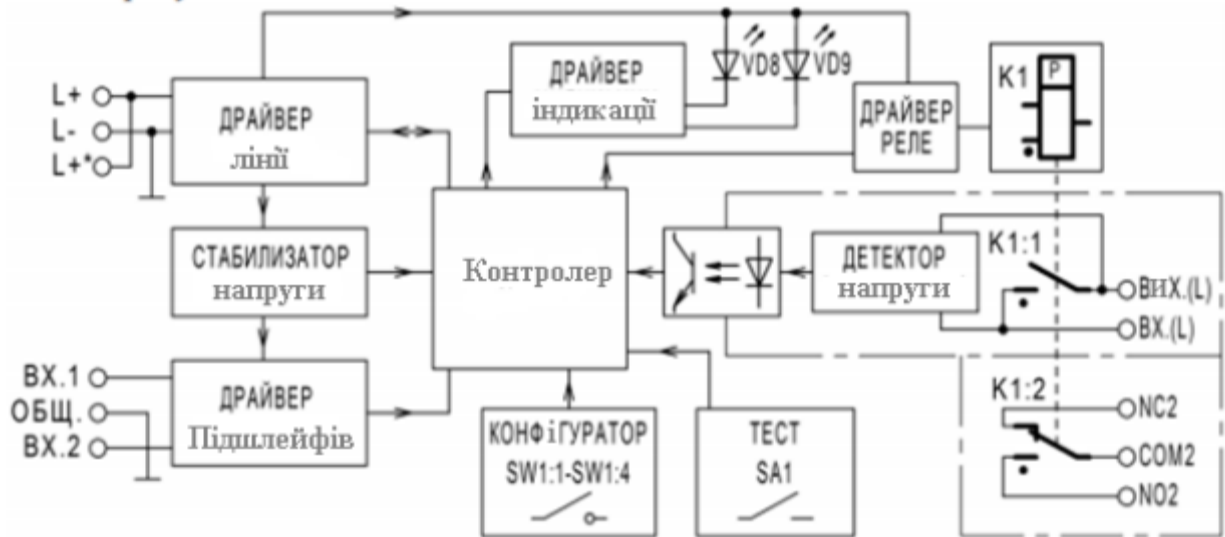 L+
L-
L+*
ДРАЙВЕР
лінії
ДРАЙВЕР
індикації
VD8
VD9
ДРАЙВЕР
РЕЛЕ
K1
P
СТАБИЛИЗАТОР
напруги
Контролер
ДЕТЕКТОР
напруги
K1:1
ВИХ.(L)
ВХ.(L)
ВХ.1
ОБЩ.
ВХ.2
ДРАЙВЕР
Підшлейфів
КОНФіГУРАТОР
SW1:1-SW1:4
ТЕСТ
SA1
K1:2
NC2
COM2
NO2